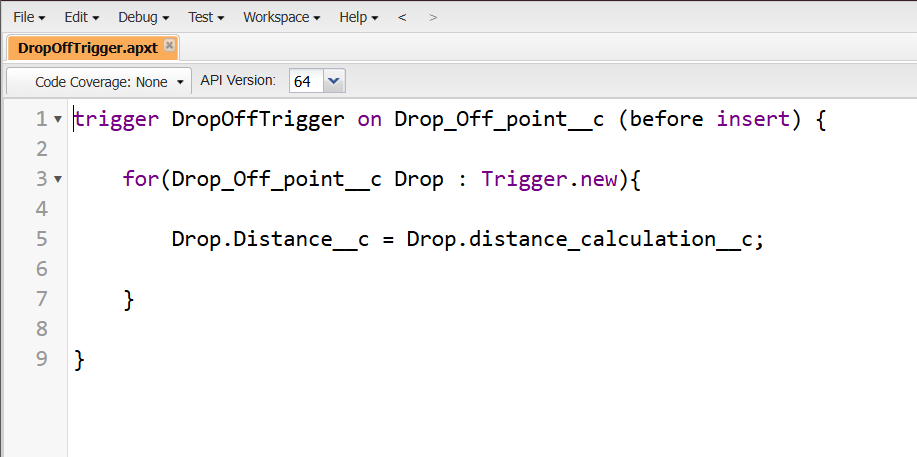 File Edit Debug Test Workspace Help < >
DropOffTrigger.apxt
Code Coverage: None API Version: 64
1 trigger DropOffTrigger on Drop_Off_point__c (before insert) {
2
3 for(Drop_Off_point__c Drop : Trigger.new){
4
5 Drop.Distance__c = Drop.distance_calculation__c;
6
7 }
8
9 }